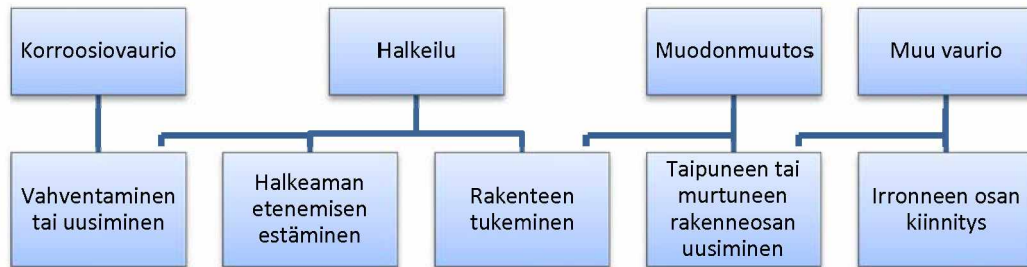 Korroosiovaurio
Halkeilu
Muodonmuutos
Muu vaurio
Vahventaminen
tai uusiminen
Halkeaman
etenemisen
estäminen
Rakenteen
tukeminen
Taipuneen tai
murtuneen
rakenneosan
uusiminen
Irronneen osan
kiinnitys